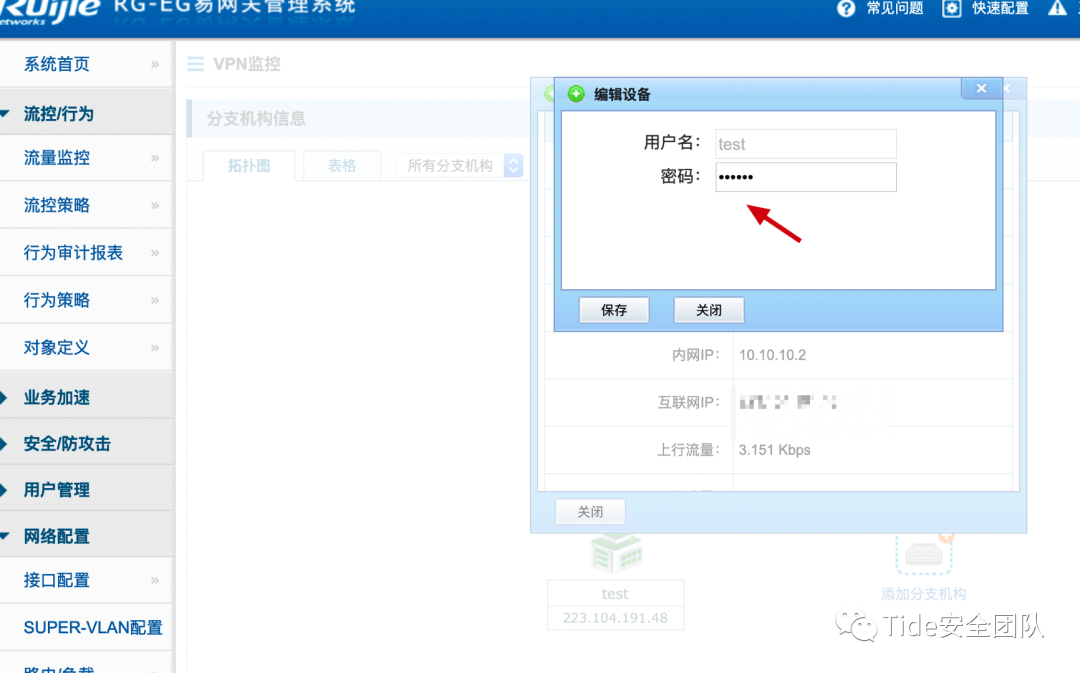 Ruijie RG-EG易网关管理系统
etworks
常见问题
快速配置
系统首页
流控/行为
流量监控
流控策略
行为审计报表
行为策略
对象定义
业务加速
安全/防攻击
用户管理
网络配置
接口配置
SUPER-VLAN配置
路由/负载
VPN监控
分支机构信息
拓扑图
表格
所有分支机构
编辑设备
用户名：
test
密码：
••••••
保存
关闭
内网IP：
10.10.10.2
互联网IP：
上行流量：
3.151 Kbps
关闭
test
223.104.191.48
添加分支机构
Tide安全团队